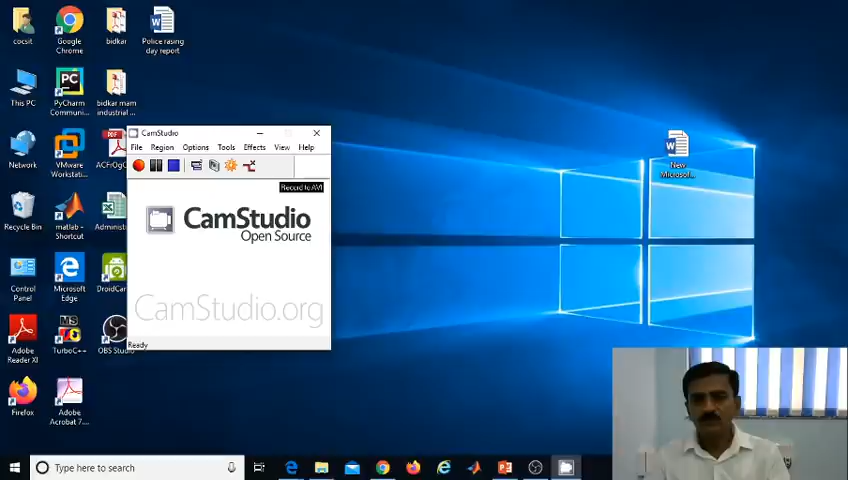 cocsit
Google
Chrome
bidkar
Police rasing
day report
This PC
PyCharm
Communi...
bidkar mam
industrial ...
Network
VMware
Workstati...
ACFrOgC
Recycle Bin
matlab -
Shortcut
Administ
Control
Panel
Microsoft
Edge
DroidCam
Adobe
Reader XI
TurboC++
OBS Studio
Firefox
Adobe
Acrobat 7...
New
Microsof...
CamStudio
File Region Options Tools Effects View Help
Record to AVI
CamStudio
Open Source
CamStudio.org
Ready
Type here to search